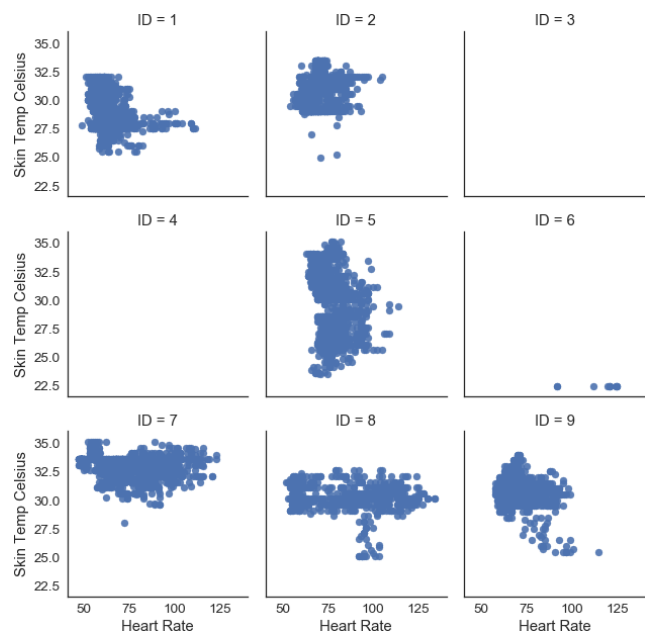 ID = 1
ID = 2
ID = 3
Skin Temp Celsius
35.0
32.5
30.0
27.5
25.0
22.5
ID = 4
ID = 5
ID = 6
Skin Temp Celsius
35.0
32.5
30.0
27.5
25.0
22.5
ID = 7
ID = 8
ID = 9
Skin Temp Celsius
35.0
32.5
30.0
27.5
25.0
22.5
50 75 100 125
50 75 100 125
50 75 100 125
Heart Rate
Heart Rate
Heart Rate